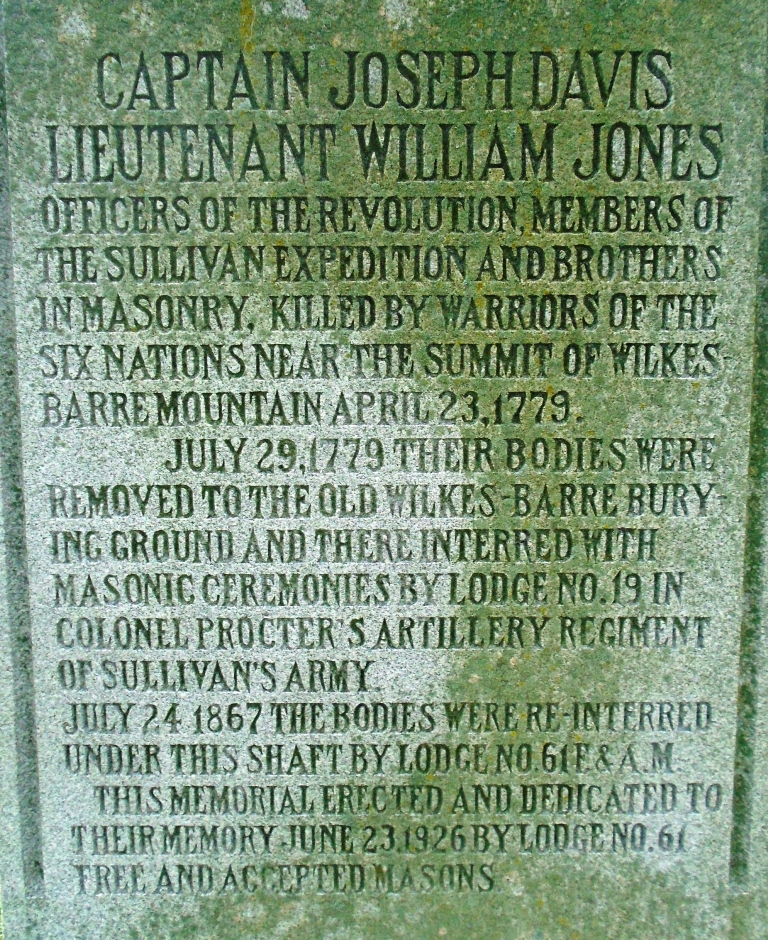 CAPTAIN JOSEPH DAVIS
LIEUTENANT WILLIAM JONES
OFFICERS OF THE REVOLUTION, MEMBERS OF
THE SULLIVAN EXPEDITION AND BROTHERS
IN MASONRY, KILLED BY WARRIORS OF THE
SIX NATIONS NEAR THE SUMMIT OF WILKES-
BARRE MOUNTAIN APRIL 23, 1779.
JULY 29, 1779 THEIR BODIES WERE
REMOVED TO THE OLD WILKES-BARRE BURY-
ING GROUND AND THERE INTERRED WITH
MASONIC CEREMONIES BY LODGE NO. 19 IN
COLONEL PROCTER'S ARTILLERY REGIMENT
OF SULLIVAN'S ARMY.
JULY 24 1867 THE BODIES WERE RE-INTERRED
UNDER THIS SHAFT BY LODGE NO. 61 F. & A. M.
THIS MEMORIAL ERECTED AND DEDICATED TO
THEIR MEMORY JUNE 23, 1926 BY LODGE NO. 61
FREE AND ACCEPTED MASONS